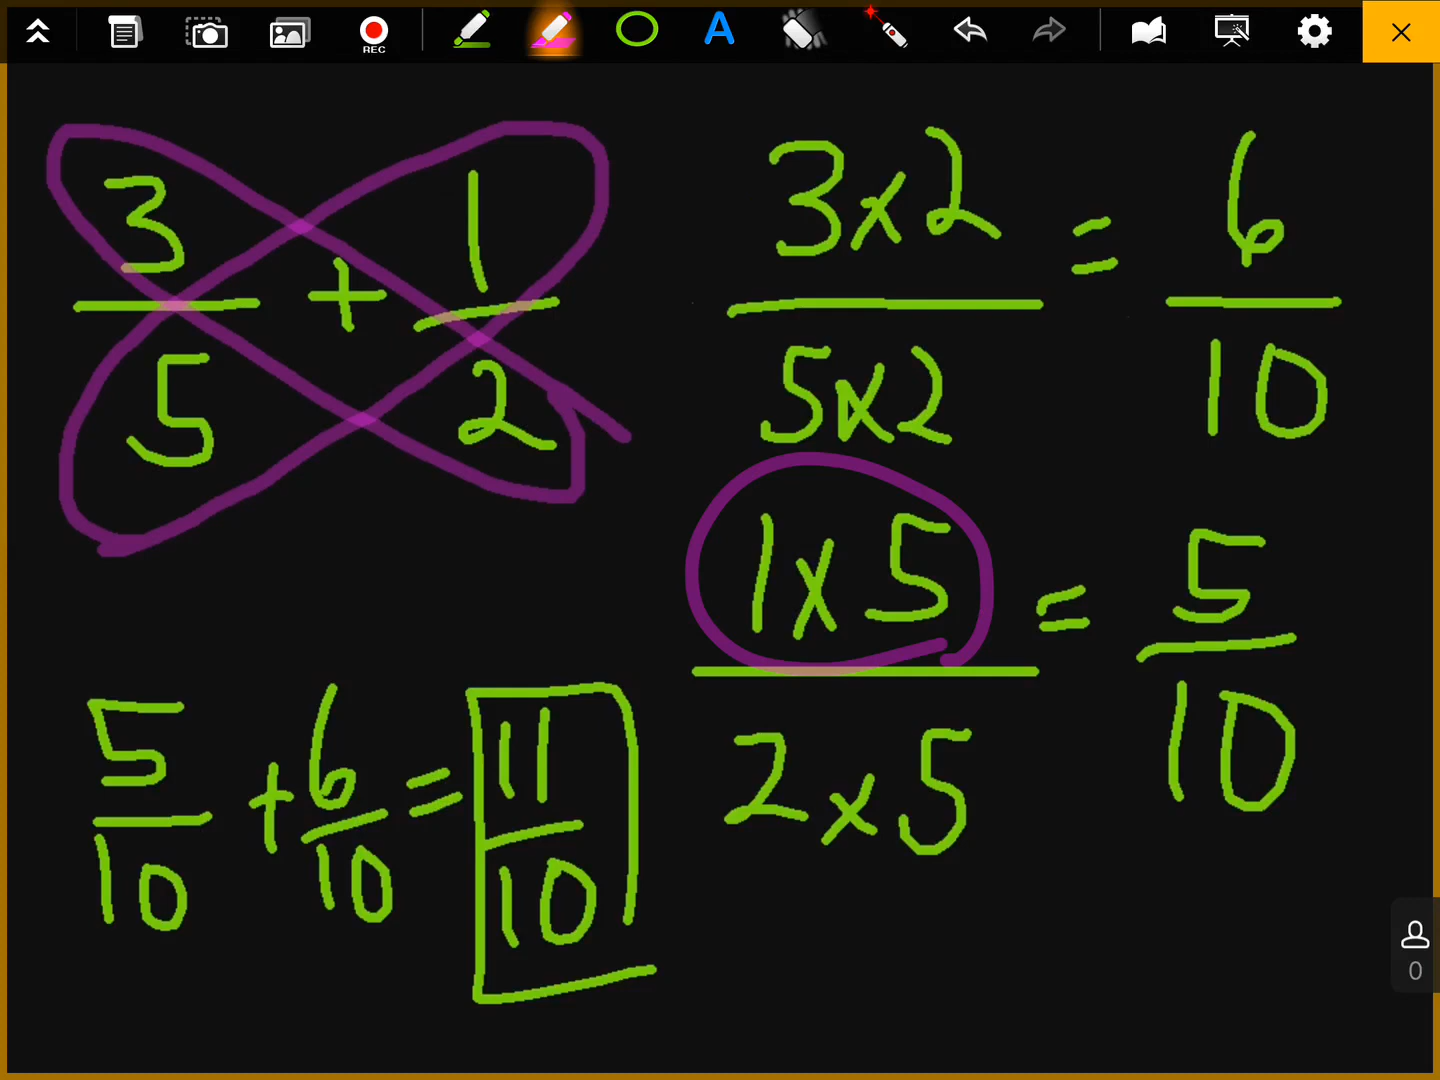 REC
A
3/5 + 1/2
3x2/5x2 = 6/10
1x5/2x5 = 5/10
5/10 + 6/10 = 11/10
0